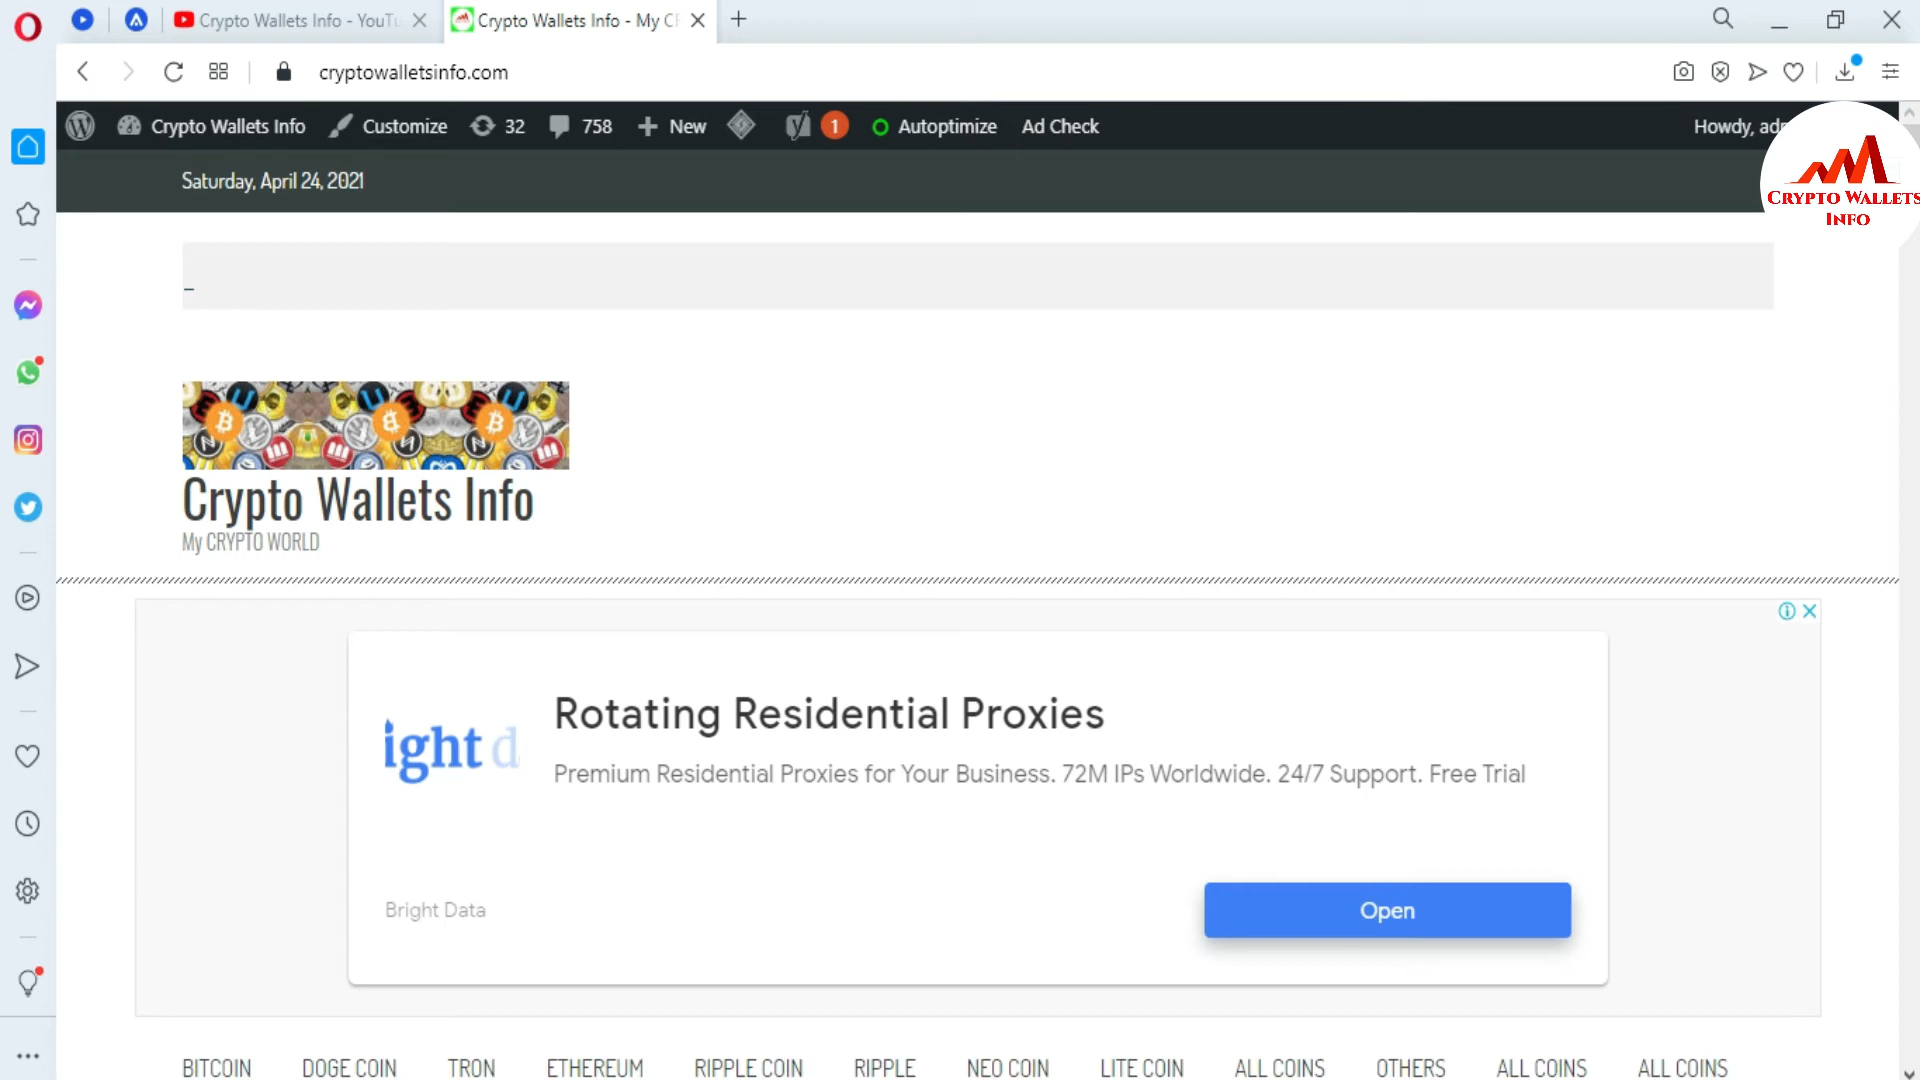 Crypto Wallets Info - YouTu
Crypto Wallets Info - My CR
cryptowalletsinfo.com
Crypto Wallets Info
Customize
32
758
New
1
Autoptimize
Ad Check
Howdy, adm
Saturday, April 24, 2021
CRYPTO WALLETS
INFO
Crypto Wallets Info
My CRYPTO WORLD
Rotating Residential Proxies
ight d
Premium Residential Proxies for Your Business. 72M IPs Worldwide. 24/7 Support. Free Trial
Bright Data
Open
BITCOIN DOGE COIN TRON ETHEREUM RIPPLE COIN RIPPLE NEO COIN LITE COIN ALL COINS OTHERS ALL COINS ALL COINS